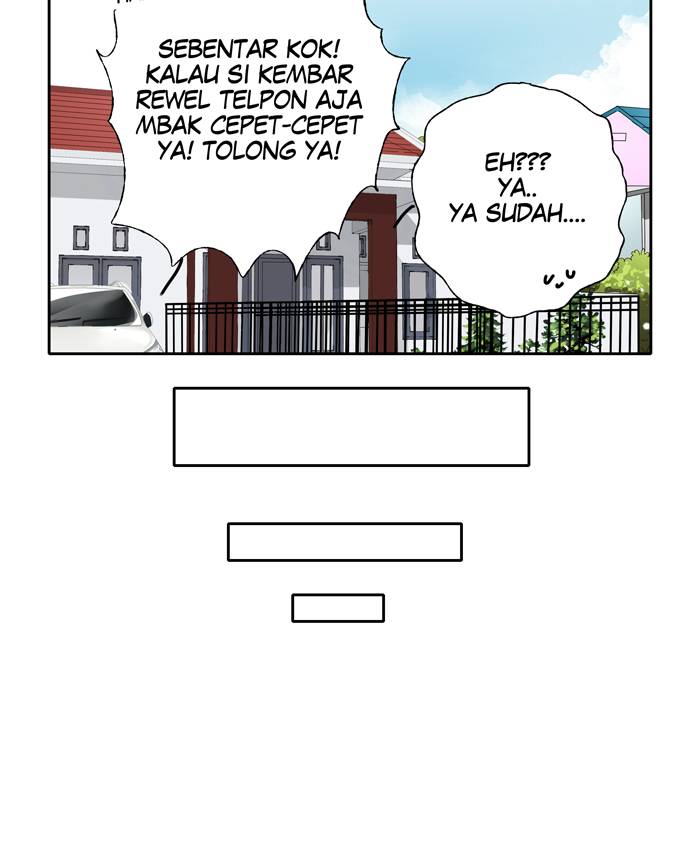 SEBENTAR KOK!
KALAU SI KEMBAR
REWEL TELPON AJA
MBAK CEPET-CEPET
YA! TOLONG YA!
EH???
YA..
YA SUDAH....